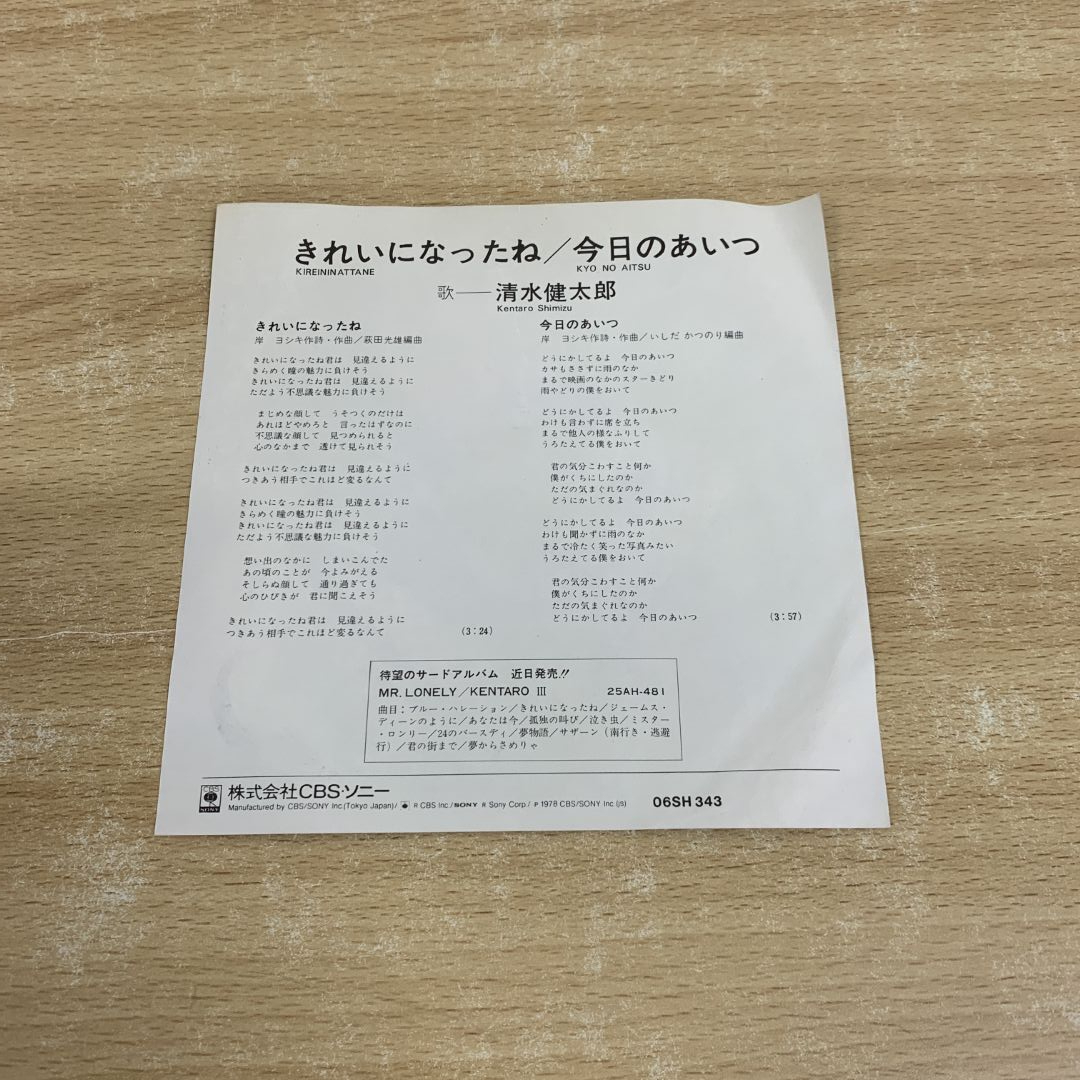 きれいになったね／今日のあいつ
KIREININATTANE KYO NO AITSU
歌――清水健太郎
Kentaro Shimizu
きれいになったね
岸 ヨシキ作詩・作曲／萩田光雄編曲
きれいになったね君は 見違えるように
きらめく瞳の魅力に負けそう
きれいになったね君は 見違えるように
ただよう不思議な魅力に負けそう
まじめな顔して うそつくのだけは
あれほどやめろと 言ったはずなのに
不思議な顔して 見つめられると
心のなかまで 透けて見られそう
きれいになったね君は 見違えるように
つきあう相手でこれほど変るなんて
きれいになったね君は 見違えるように
きらめく瞳の魅力に負けそう
きれいになったね君は 見違えるように
ただよう不思議な魅力に負けそう
想い出のなかに しまいこんでた
あの頃のことが 今よみがえる
そしらぬ顔して 通り過ぎても
心のひびきが 君に聞こえそう
きれいになったね君は 見違えるように
つきあう相手でこれほど変るなんて
(3：24)
今日のあいつ
岸 ヨシキ作詩・作曲／いしだ かつのり編曲
どうにかしてるよ 今日のあいつ
カサもささずに雨のなか
まるで映画のなかのスターきどり
雨やどりの僕をおいて
どうにかしてるよ 今日のあいつ
わけも言わずに席を立ち
まるで他人の様なふりして
うろたえてる僕をおいて
君の気分こわすこと何か
僕がくちにしたのか
ただの気まぐれなのか
どうにかしてるよ 今日のあいつ
どうにかしてるよ 今日のあいつ
わけも聞かずに雨のなか
まるで冷たく笑った写真みたい
うろたえてる僕をおいて
君の気分こわすこと何か
僕がくちにしたのか
ただの気まぐれなのか
どうにかしてるよ 今日のあいつ
(3：57)
待望のサードアルバム 近日発売!!
MR. LONELY／KENTARO III 25AH-481
曲目：ブルー・ハレーション／きれいになったね／ジェームス・
ディーンのように／あなたは今／孤独の叫び／泣き虫／ミスター
・ロンリー／24のバースディ／夢物語／サザーン（南行き・逃避
行）／君の街まで／夢からさめりゃ
CBS SONY 株式会社CBS・ソニー
Manufactured by CBS/SONY Inc. (Tokyo Japan)／ R CBS Inc./SONY R Sony Corp./ P 1978 CBS/SONY Inc. (JS) 06SH 343